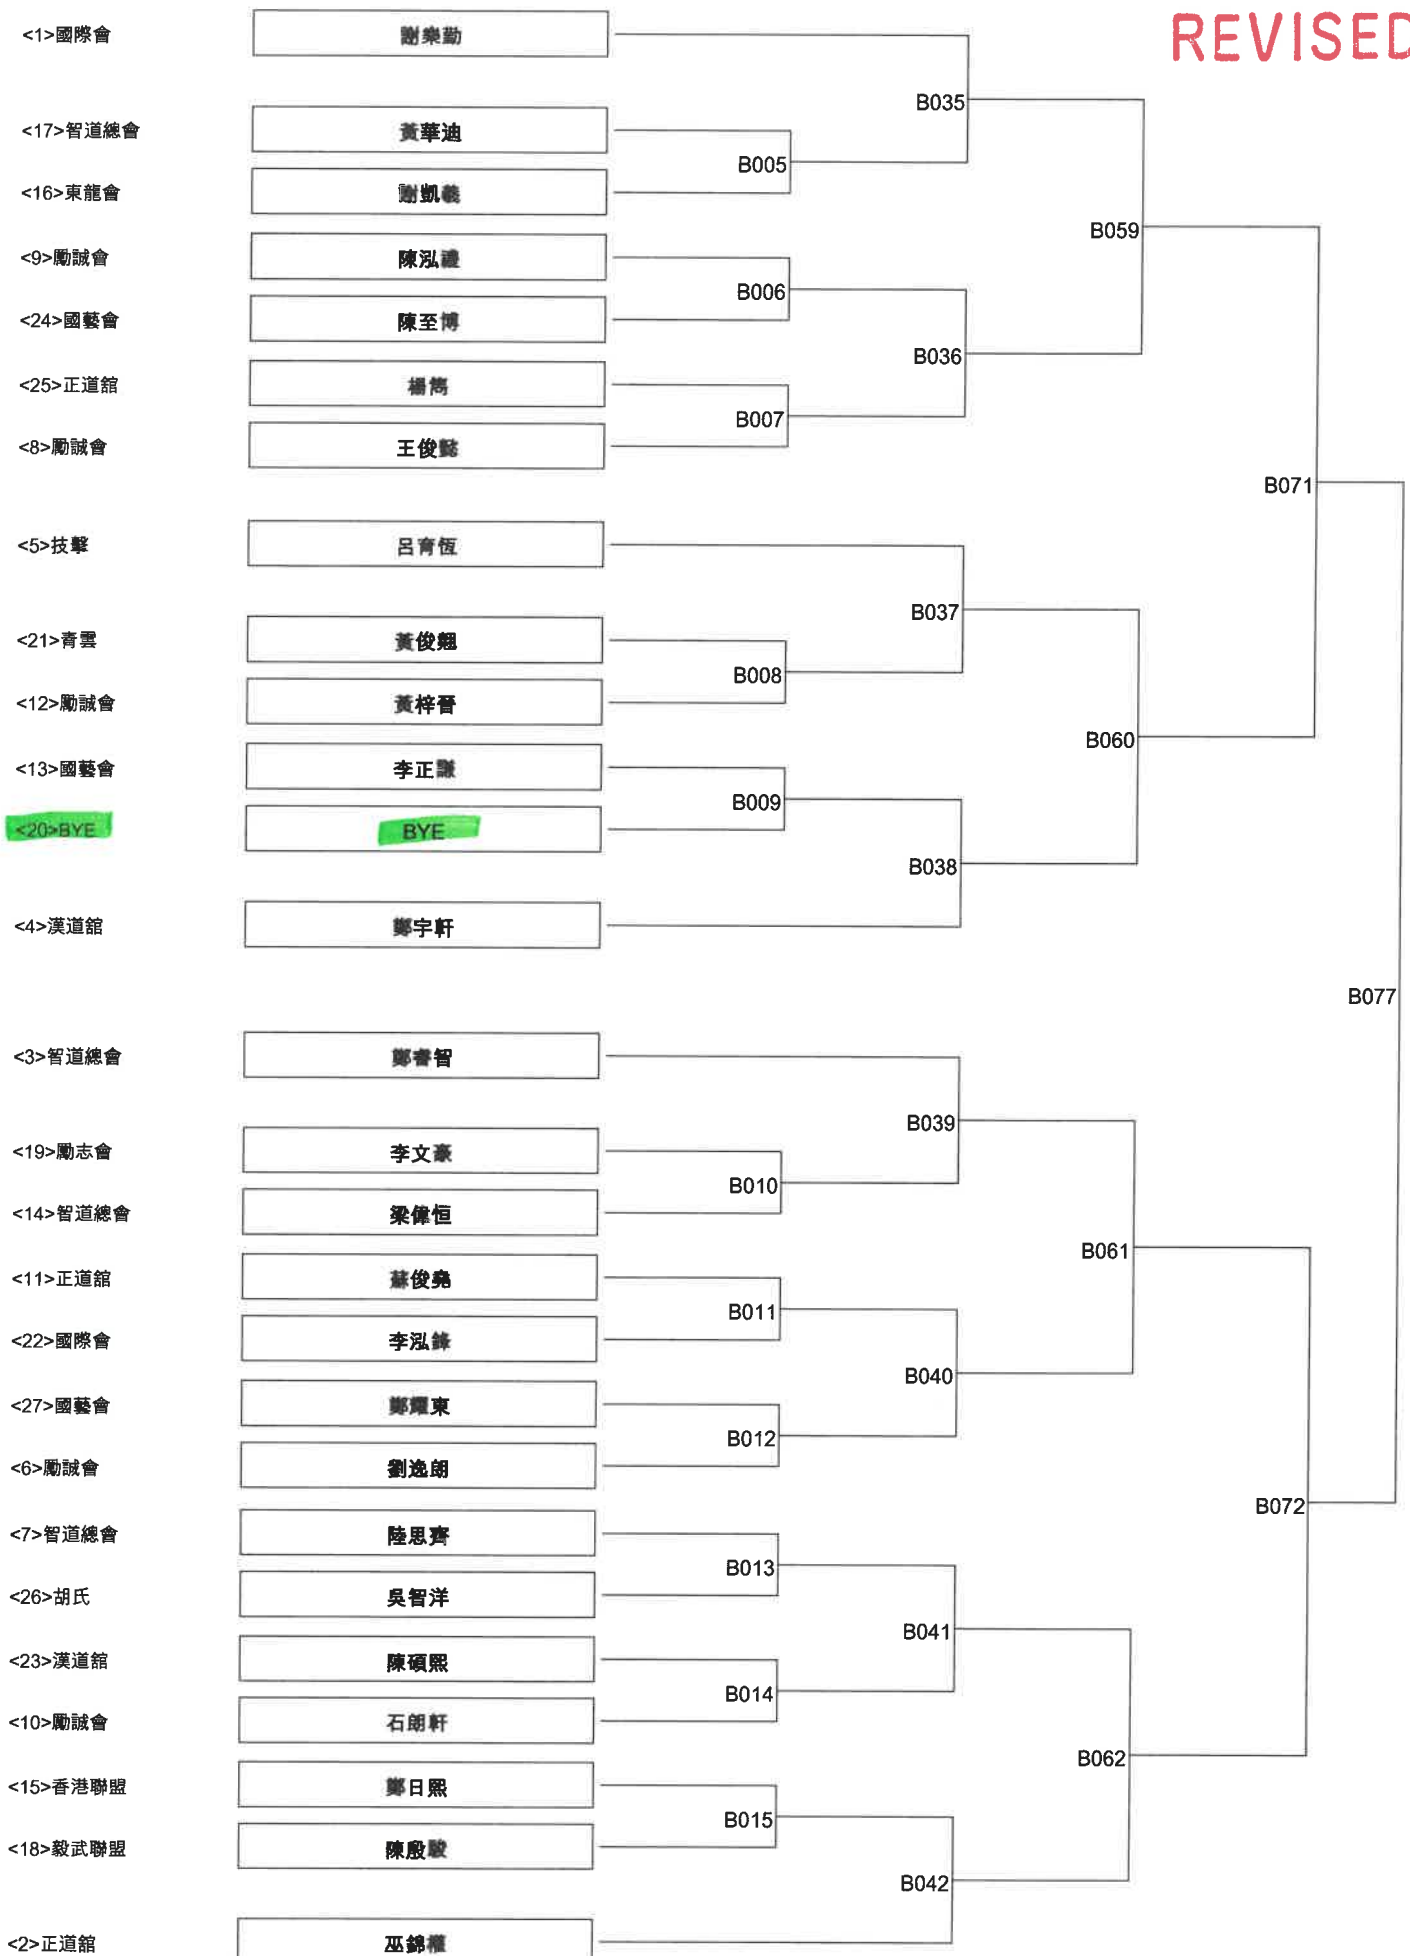 REVISED
<1>國際會 謝樂勤
B035
<17>智道總會 黃華迪
B005
<16>東龍會 謝凱義
B059
<9>勵誠會 陳泓禮
B006
<24>國藝會 陳至博
B036
<25>正道舘 楊雋
B007
<8>勵誠會 王俊懿
B071
<5>技擊 呂育恆
B037
<21>青雲 黃俊翹
B008
<12>勵誠會 黃梓晉
B060
<13>國藝會 李正謙
B009
<20>BYE BYE
B038
<4>漢道舘 鄭宇軒
B077
<3>智道總會 鄭睿智
B039
<19>勵志會 李文豪
B010
<14>智道總會 梁偉恒
B061
<11>正道舘 蘇俊堯
B011
<22>國際會 李泓鋒
B040
<27>國藝會 鄭耀東
B012
<6>勵誠會 劉逸朗
B072
<7>智道總會 陸思齊
B013
<26>胡氏 吳智洋
B041
<23>漢道舘 陳碩熙
B014
<10>勵誠會 石朗軒
B062
<15>香港聯盟 鄭日熙
B015
<18>毅武聯盟 陳殷駿
B042
<2>正道舘 巫錦權